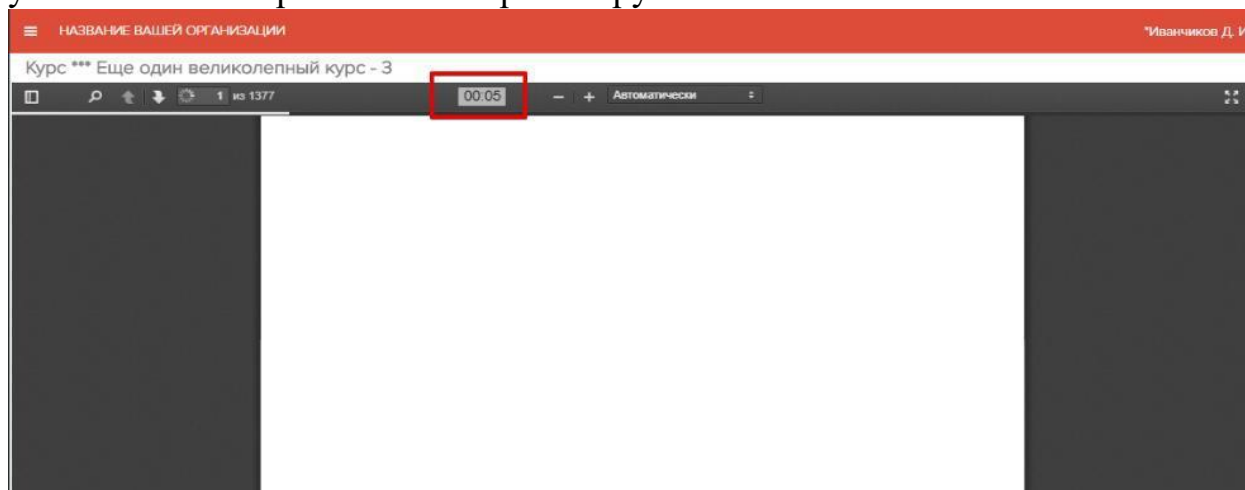 НАЗВАНИЕ ВАШЕЙ ОРГАНИЗАЦИИ "Иванчиков Д. И
Курс *** Еще один великолепный курс - 3
1 из 1377 00:05 Автоматически